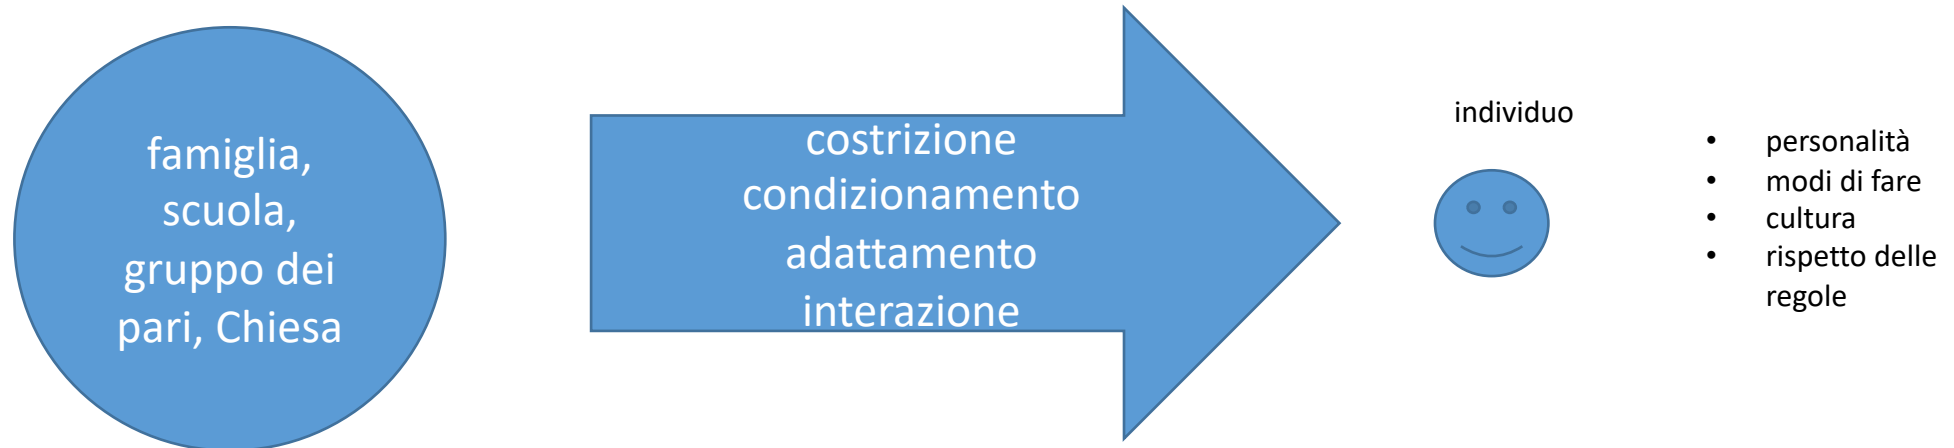 famiglia,
scuola,
gruppo dei
pari, Chiesa
costrizione
condizionamento
adattamento
interazione
individuo
• personalità
• modi di fare
• cultura
• rispetto delle
regole